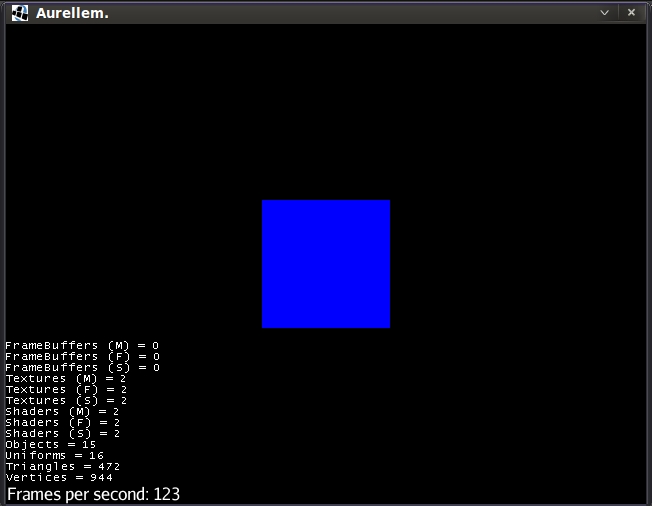 Aurellem.
FrameBuffers (M) = 0
FrameBuffers (F) = 0
FrameBuffers (S) = 0
Textures (M) = 2
Textures (F) = 2
Textures (S) = 2
Shaders (M) = 2
Shaders (F) = 2
Shaders (S) = 2
Objects = 15
Uniforms = 16
Triangles = 472
Vertices = 944
Frames per second: 123